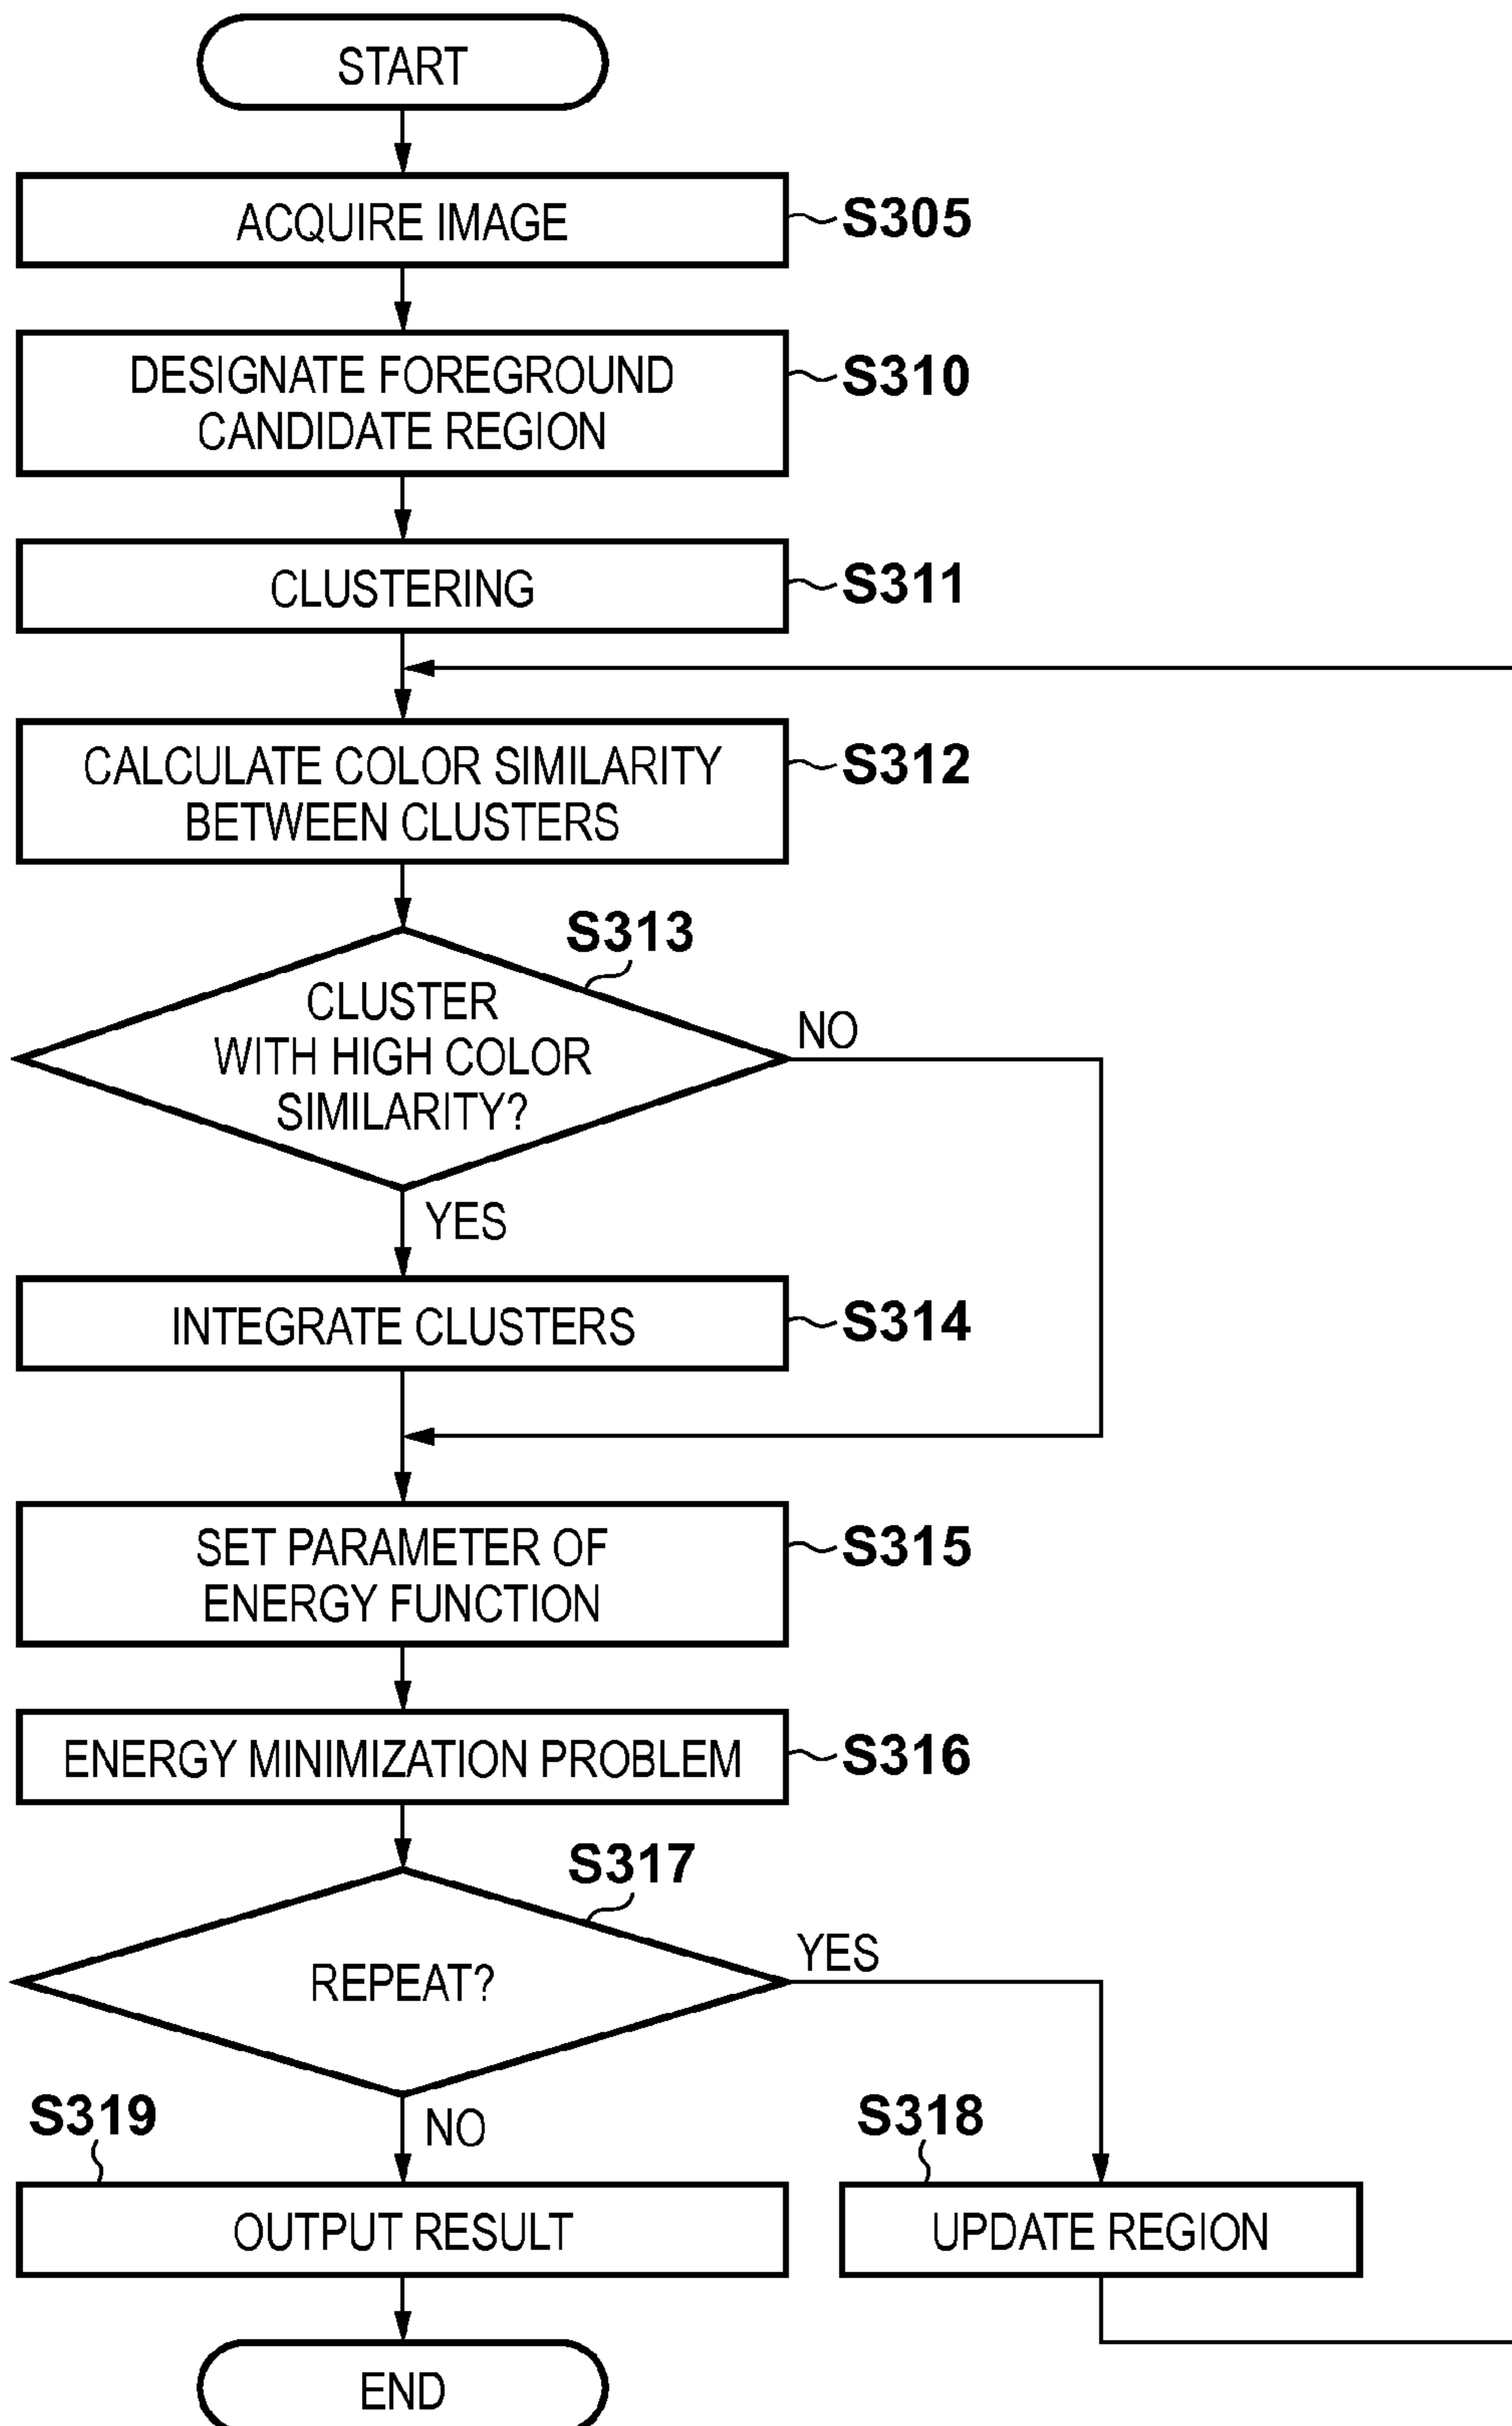 START
ACQUIRE IMAGE
S305
DESIGNATE FOREGROUND
CANDIDATE REGION
S310
CLUSTERING
S311
CALCULATE COLOR SIMILARITY
BETWEEN CLUSTERS
S312
S313
CLUSTER
WITH HIGH COLOR
SIMILARITY?
NO
YES
INTEGRATE CLUSTERS
S314
SET PARAMETER OF
ENERGY FUNCTION
S315
ENERGY MINIMIZATION PROBLEM
S316
S317
REPEAT?
YES
NO
S319
OUTPUT RESULT
S318
UPDATE REGION
END